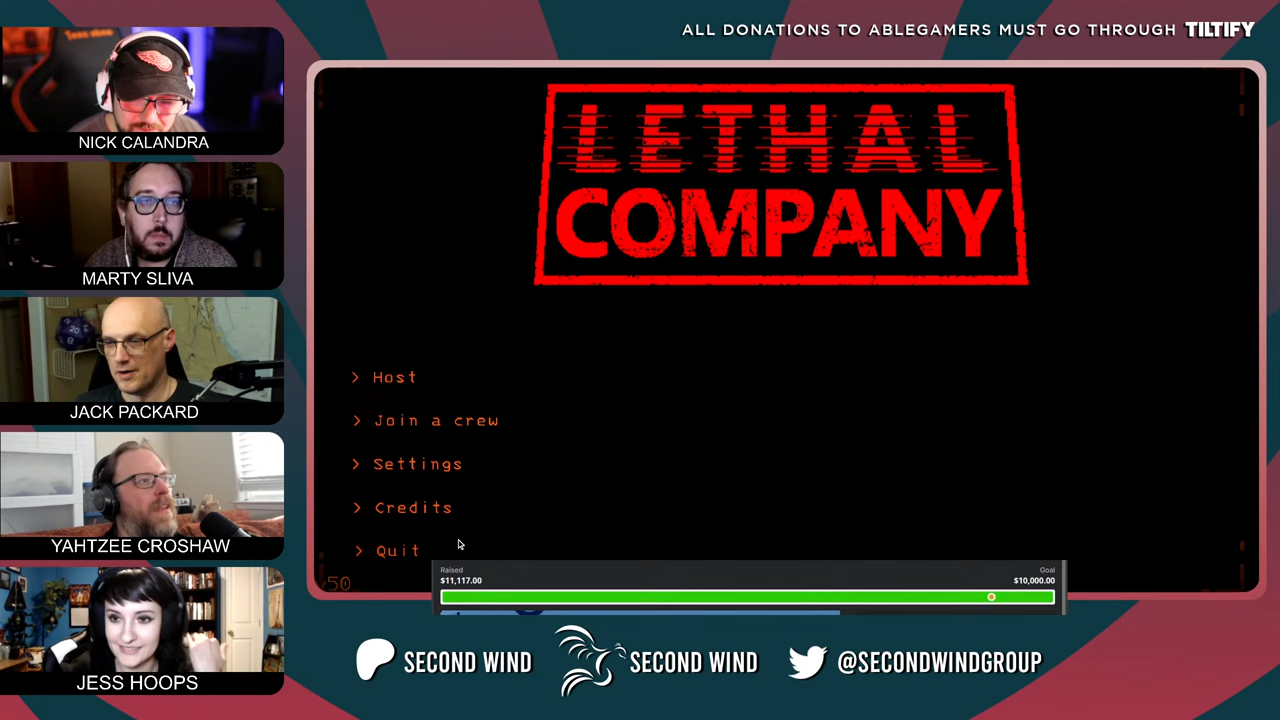 ALL DONATIONS TO ABLEGAMERS MUST GO THROUGH TILTIFY
NICK CALANDRA
MARTY SLIVA
JACK PACKARD
YAHTZEE CROSHAW
JESS HOOPS
LETHAL
COMPANY
> Host
> Join a crew
> Settings
> Credits
> Quit
Raised
$11,117.00
Goal
$10,000.00
SECOND WIND
SECOND WIND
@SECONDWINDGROUP